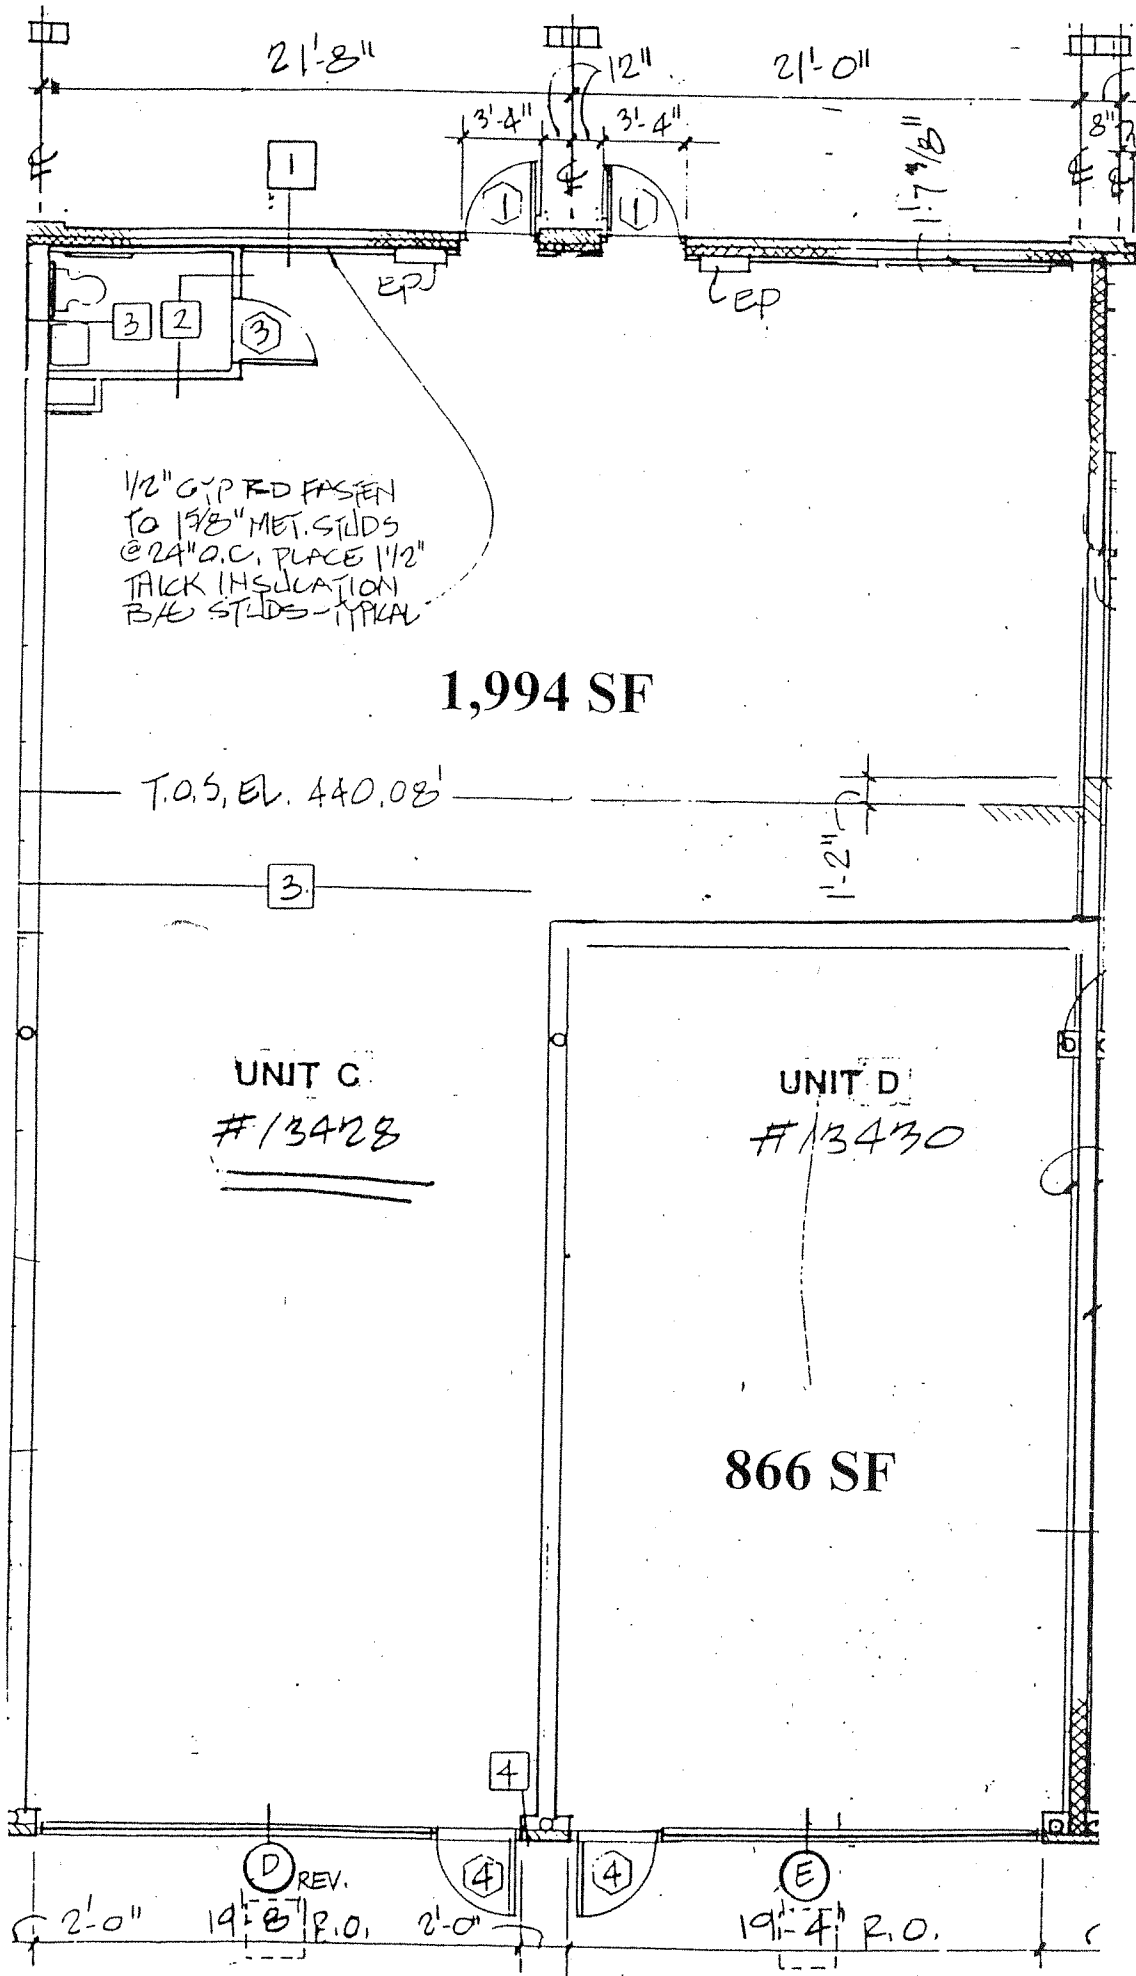 21'-8"
12"
21'-0"
3'-4"
3'-4"
8"
1
1
1
1'-7 3/8"
EP
EP
3
2
3
1/2" GYP BD FASTEN
TO 1 5/8" MET. STUDS
@ 24" O.C. PLACE 1 1/2"
THICK INSULATION
STUDS - TYPICAL
1,994 SF
T.O.S. EL. 440.08'
1'-2"
3
UNIT C
UNIT D
#13428
#13430
866 SF
4
D REV.
4
4
E
2'-0"
19'-8" R.O.
2'-0"
19'-4" R.O.